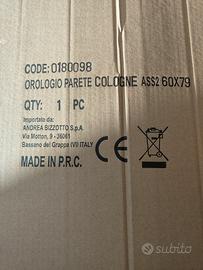 CODE: 0180098
OROLOGIO PARETE COLOGNE ASS2 60X79
QTY: 1 PC
Importato da:
ANDREA BIZZOTTO S.p.A.
Via Motton, 9 - 36061
Bassano del Grappa (VI) ITALY
MADE IN P.R.C.
CE
subito